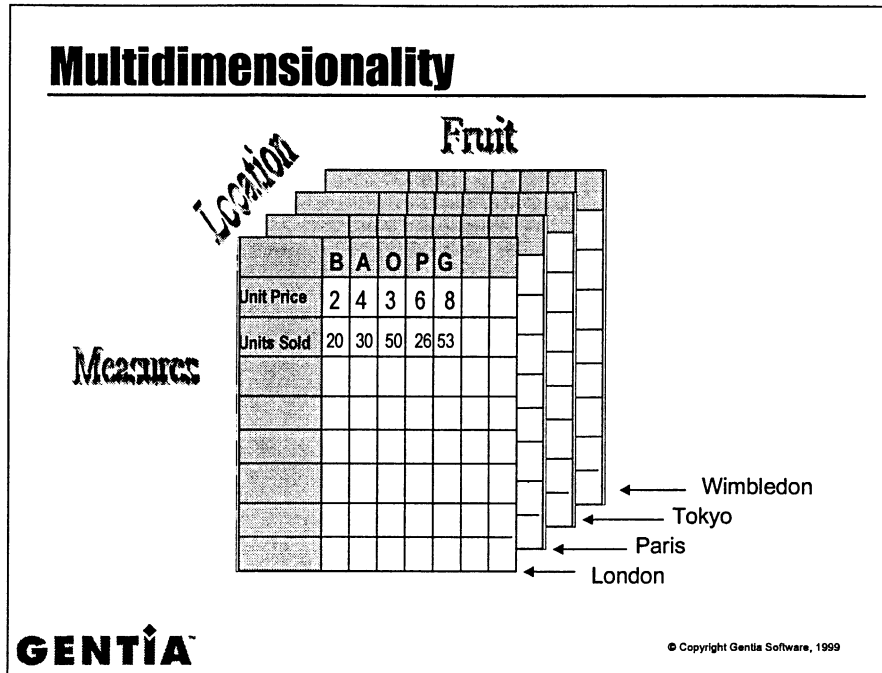 Multidimensionality
Fruit
Location
B A O P G
Unit Price 2 4 3 6 8
Units Sold 20 30 50 26 53
Measures
Wimbledon
Tokyo
Paris
London
GENTIA™
© Copyright Gentia Software, 1999